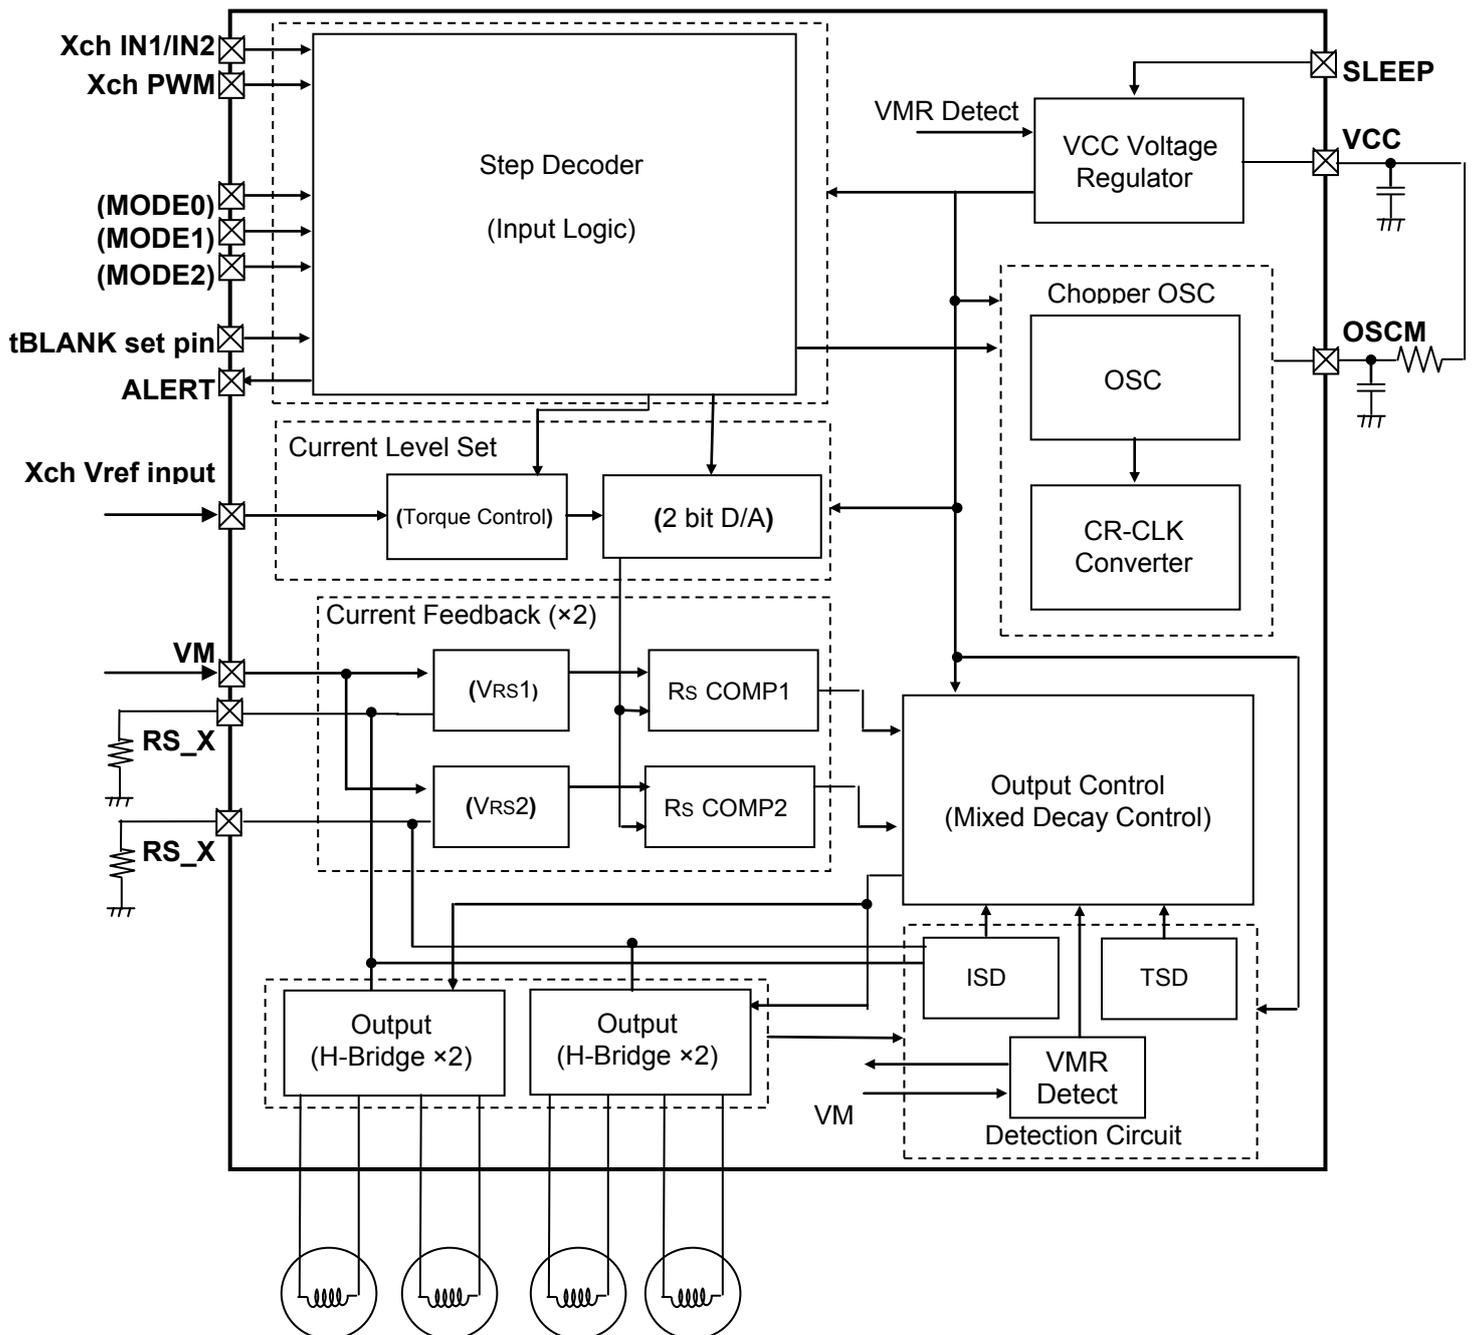 Xch IN1/IN2
Xch PWM
(MODE0)
(MODE1)
(MODE2)
tBLANK set pin
ALERT
Step Decoder
(Input Logic)
SLEEP
VMR Detect
VCC Voltage
Regulator
VCC
Chopper OSC
OSC
OSCM
CR-CLK
Converter
Current Level Set
Xch Vref input
(Torque Control)
(2 bit D/A)
Current Feedback (×2)
VM
(VRS1)
RS COMP1
RS_X
(VRS2)
RS COMP2
RS_X
Output Control
(Mixed Decay Control)
ISD
TSD
Output
(H-Bridge ×2)
Output
(H-Bridge ×2)
VMR
Detect
VM
Detection Circuit